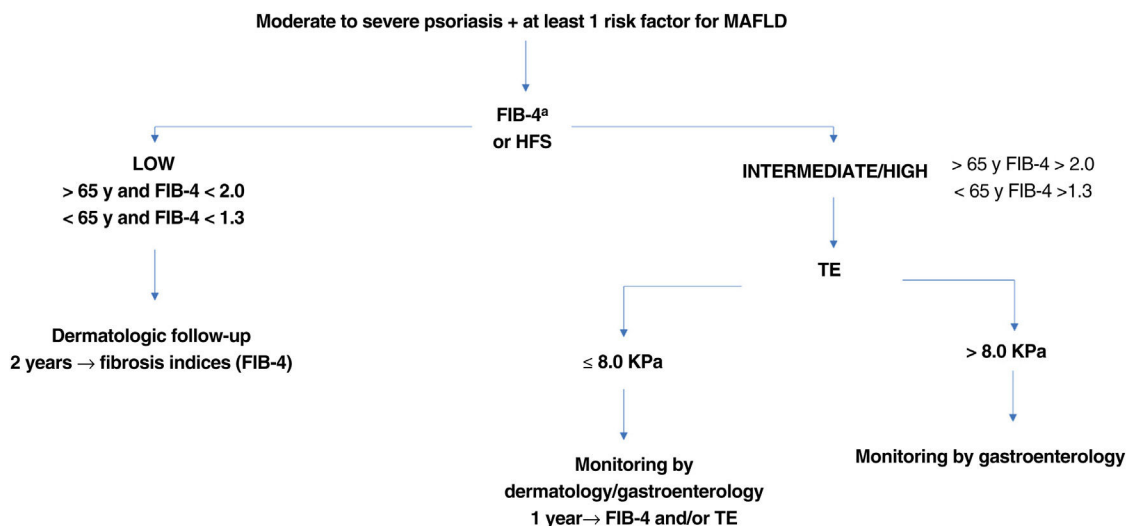 Moderate to severe psoriasis + at least 1 risk factor for MAFLD
FIB-4ᵃ
or HFS
LOW
> 65 y and FIB-4 < 2.0
< 65 y and FIB-4 < 1.3
INTERMEDIATE/HIGH
> 65 y FIB-4 > 2.0
< 65 y FIB-4 >1.3
TE
Dermatologic follow-up
2 years → fibrosis indices (FIB-4)
≤ 8.0 KPa
> 8.0 KPa
Monitoring by
dermatology/gastroenterology
1 year→ FIB-4 and/or TE
Monitoring by gastroenterology